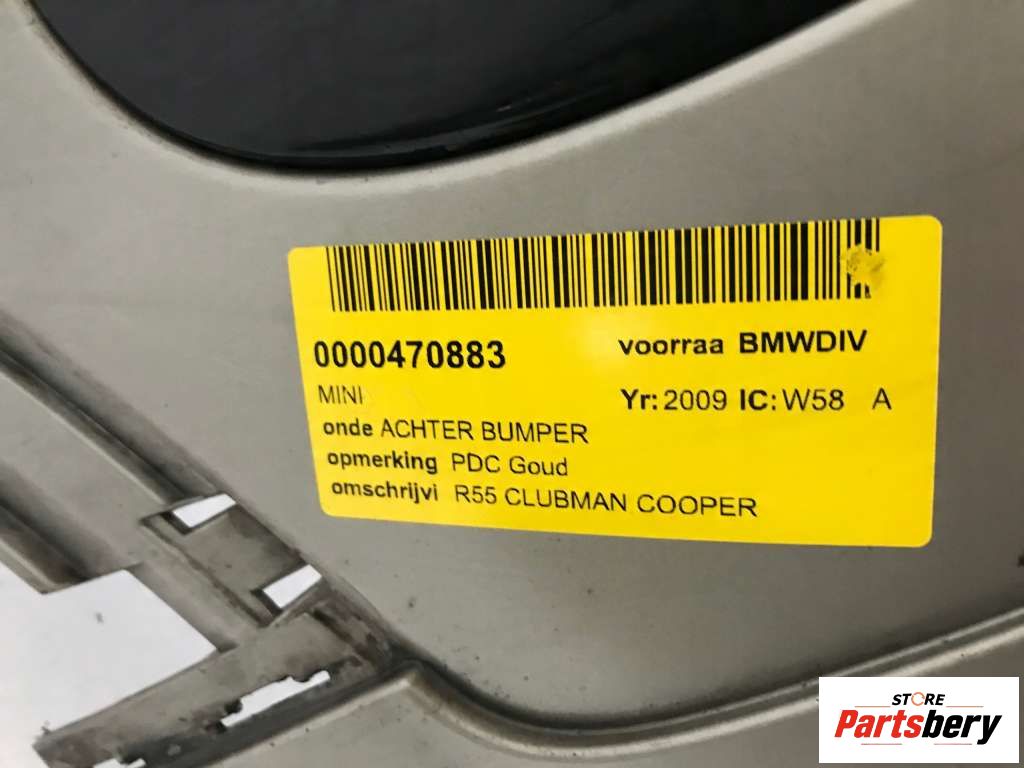 0000470883 voorraa BMWDIV
MINI Yr: 2009 IC: W58 A
onde ACHTER BUMPER
opmerking PDC Goud
omschrijvi R55 CLUBMAN COOPER
STORE
Partsbery